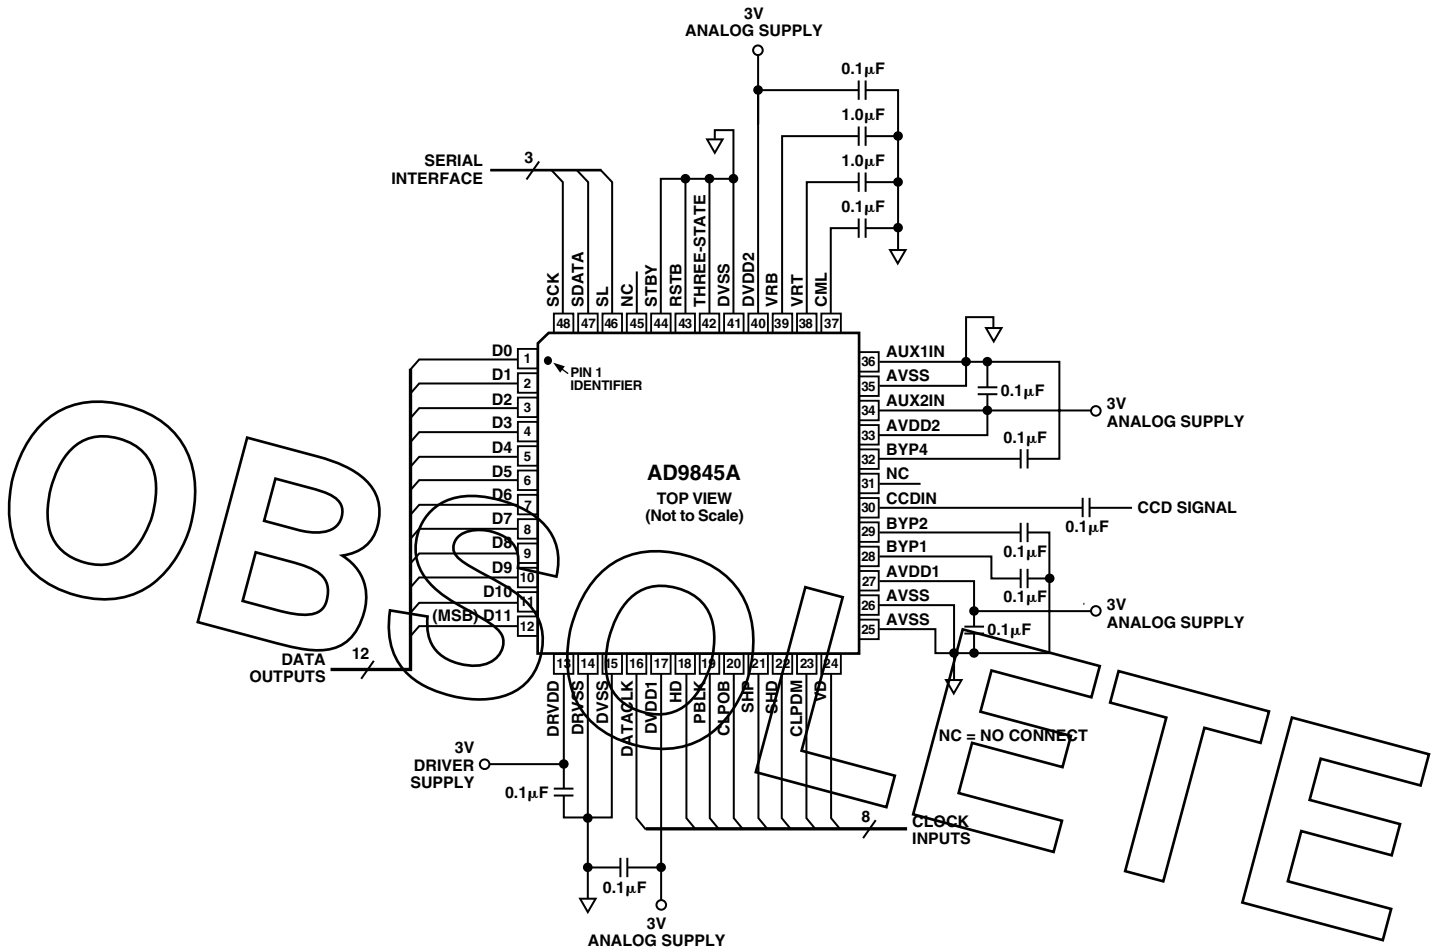 3V
ANALOG SUPPLY
0.1µF
1.0µF
1.0µF
0.1µF
SERIAL
INTERFACE
3
SCK
SDATA
SL
NC
STBY
RSTB
THREE-STATE
DVSS
DVDD2
VRB
VRT
CML
48 47 46 45 44 43 42 41 40 39 38 37
D0 1
D1 2
D2 3
D3 4
D4 5
D5 6
D6 7
D7 8
D8 9
D9 10
D10 11
(MSB) D11 12
PIN 1
IDENTIFIER
AD9845A
TOP VIEW
(Not to Scale)
36 AUX1IN
35 AVSS
34 AUX2IN
33 AVDD2
32 BYP4
31 NC
30 CCDIN
29 BYP2
28 BYP1
27 AVDD1
26 AVSS
25 AVSS
0.1µF
3V
ANALOG SUPPLY
0.1µF
CCD SIGNAL
0.1µF
0.1µF
0.1µF
3V
ANALOG SUPPLY
0.1µF
DATA
OUTPUTS
12
13 14 15 16 17 18 19 20 21 22 23 24
DRVDD
DRVSS
DVSS
DATACLK
DVDD1
HD
PBLK
CLPOB
SHP
SHD
CLPDM
VD
NC = NO CONNECT
3V
DRIVER
SUPPLY
0.1µF
8
CLOCK
INPUTS
0.1µF
3V
ANALOG SUPPLY
OBSOLETE